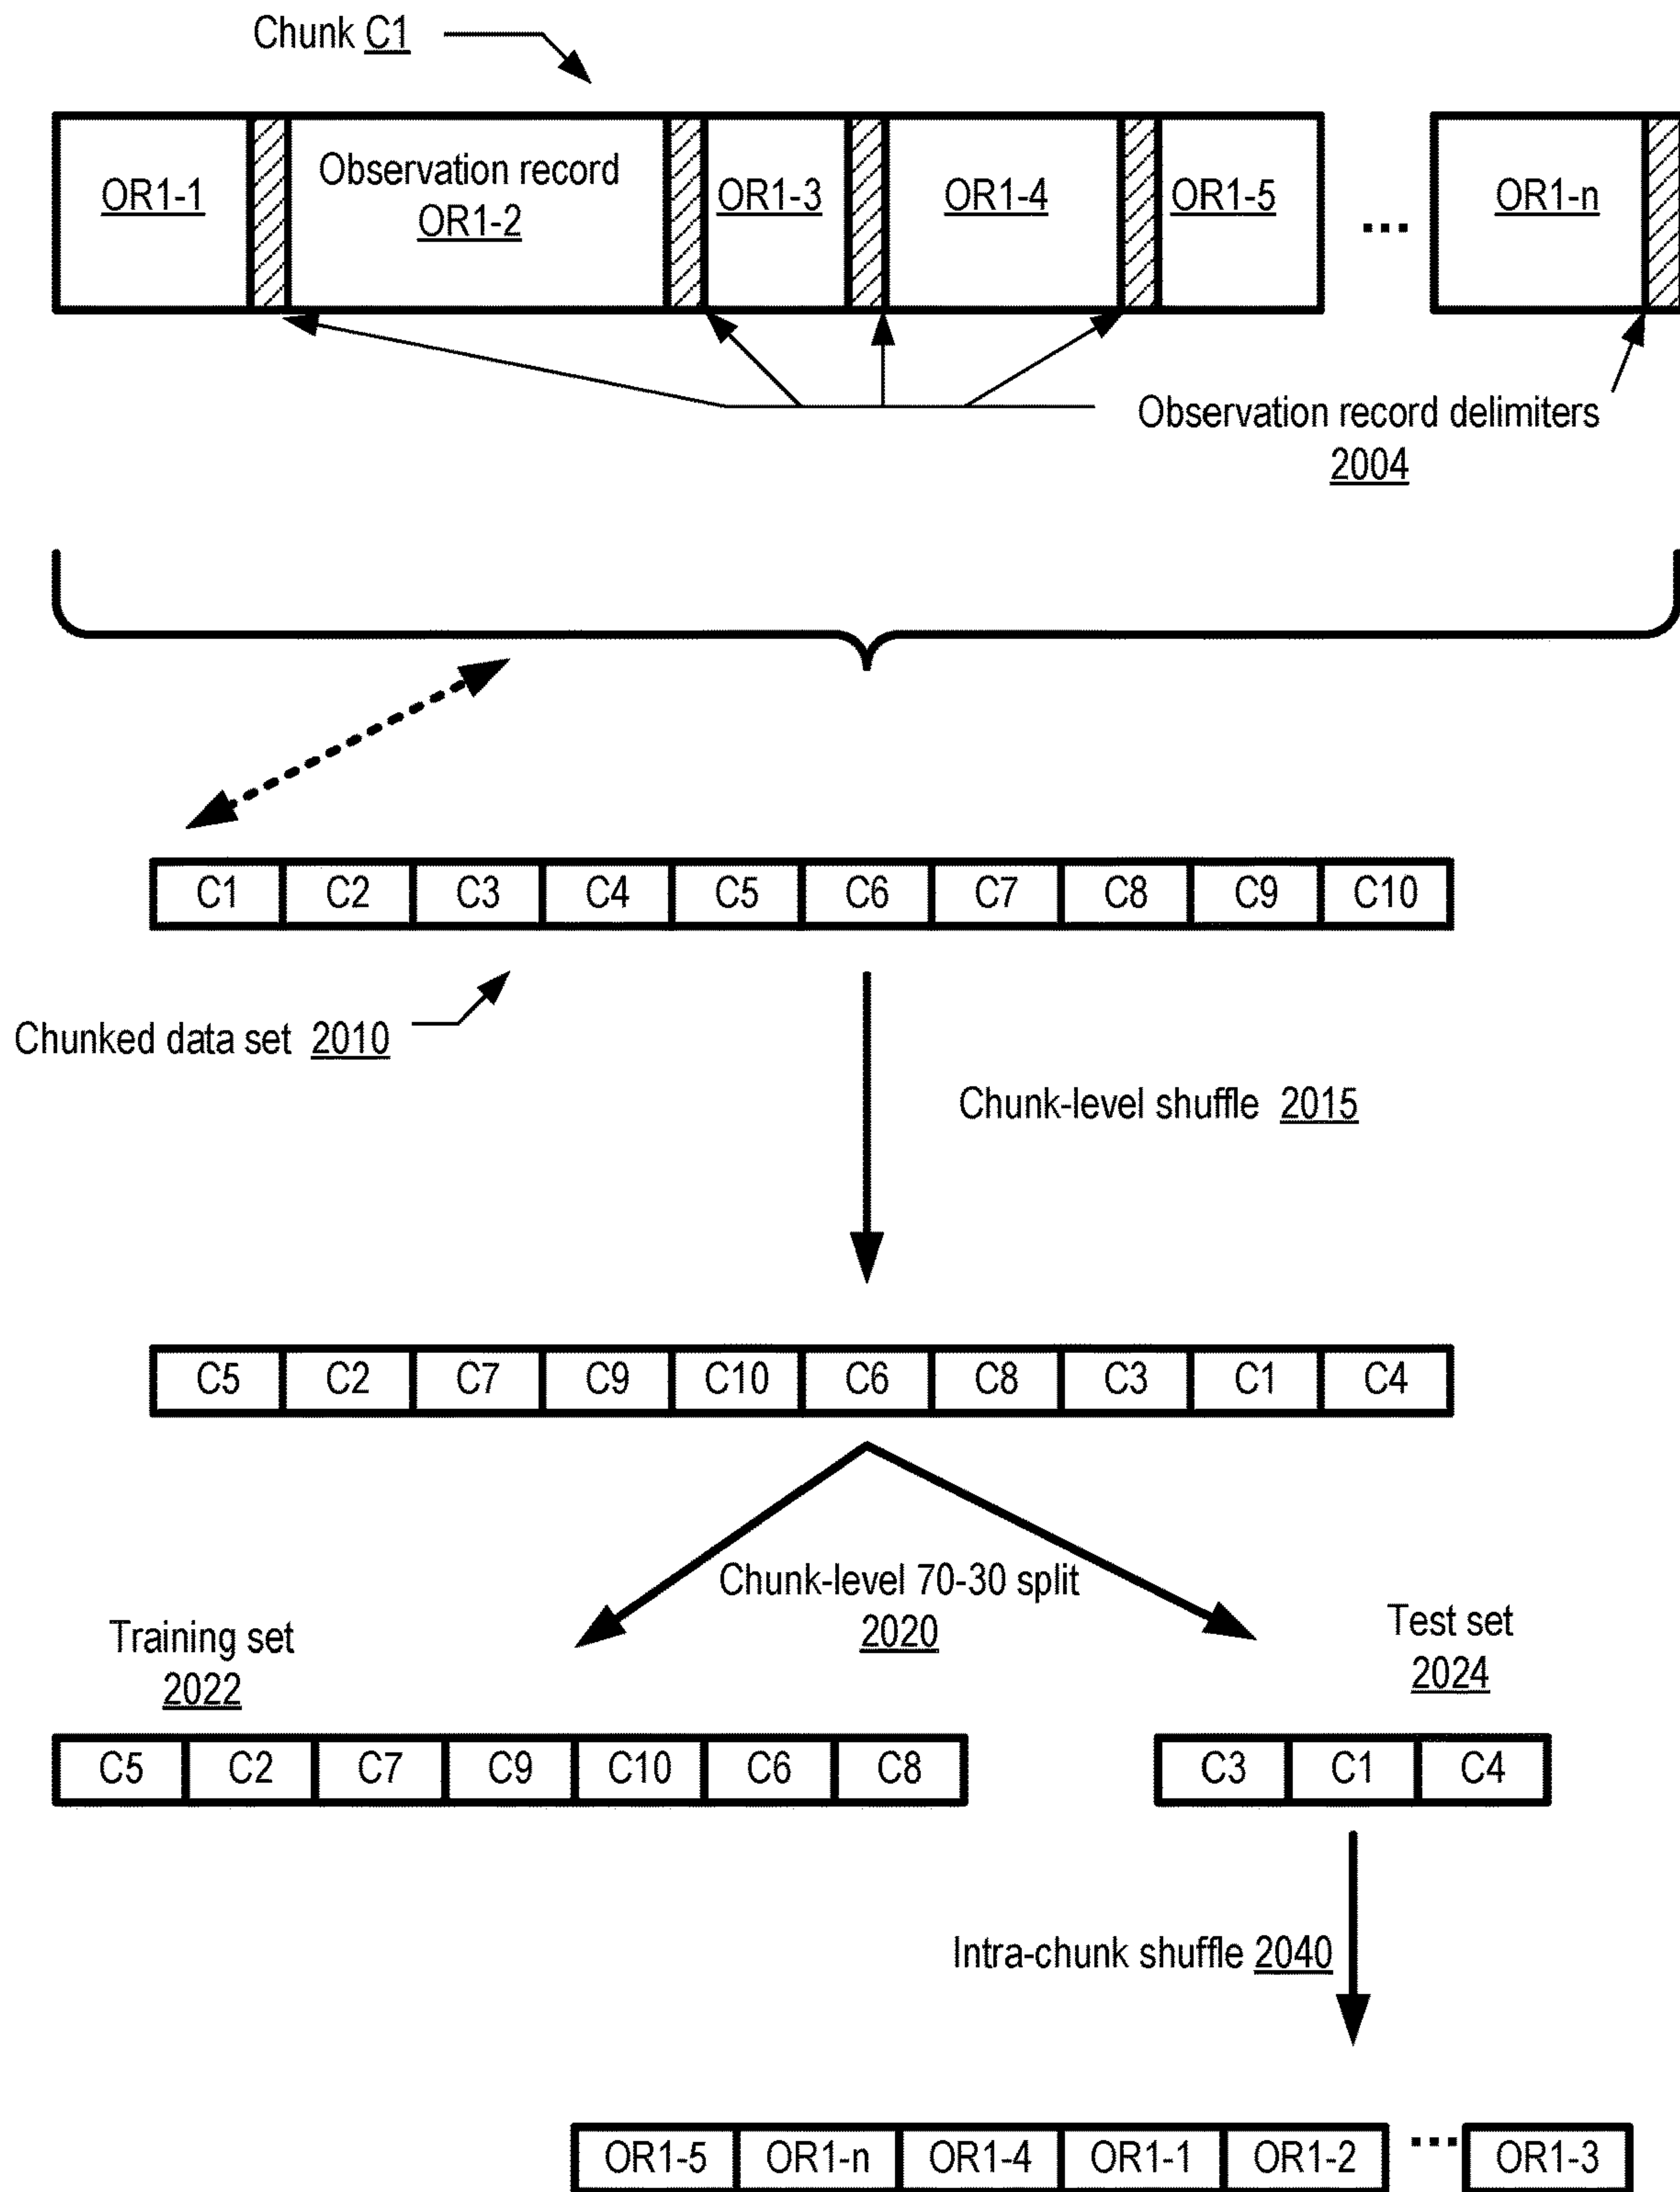 Chunk C1
OR1-1 Observation record OR1-3 OR1-4 OR1-5 ... OR1-n
OR1-2
Observation record delimiters
2004
C1 C2 C3 C4 C5 C6 C7 C8 C9 C10
Chunked data set 2010
Chunk-level shuffle 2015
C5 C2 C7 C9 C10 C6 C8 C3 C1 C4
Chunk-level 70-30 split
2020
Training set
2022
Test set
2024
C5 C2 C7 C9 C10 C6 C8
C3 C1 C4
Intra-chunk shuffle 2040
OR1-5 OR1-n OR1-4 OR1-1 OR1-2 ... OR1-3